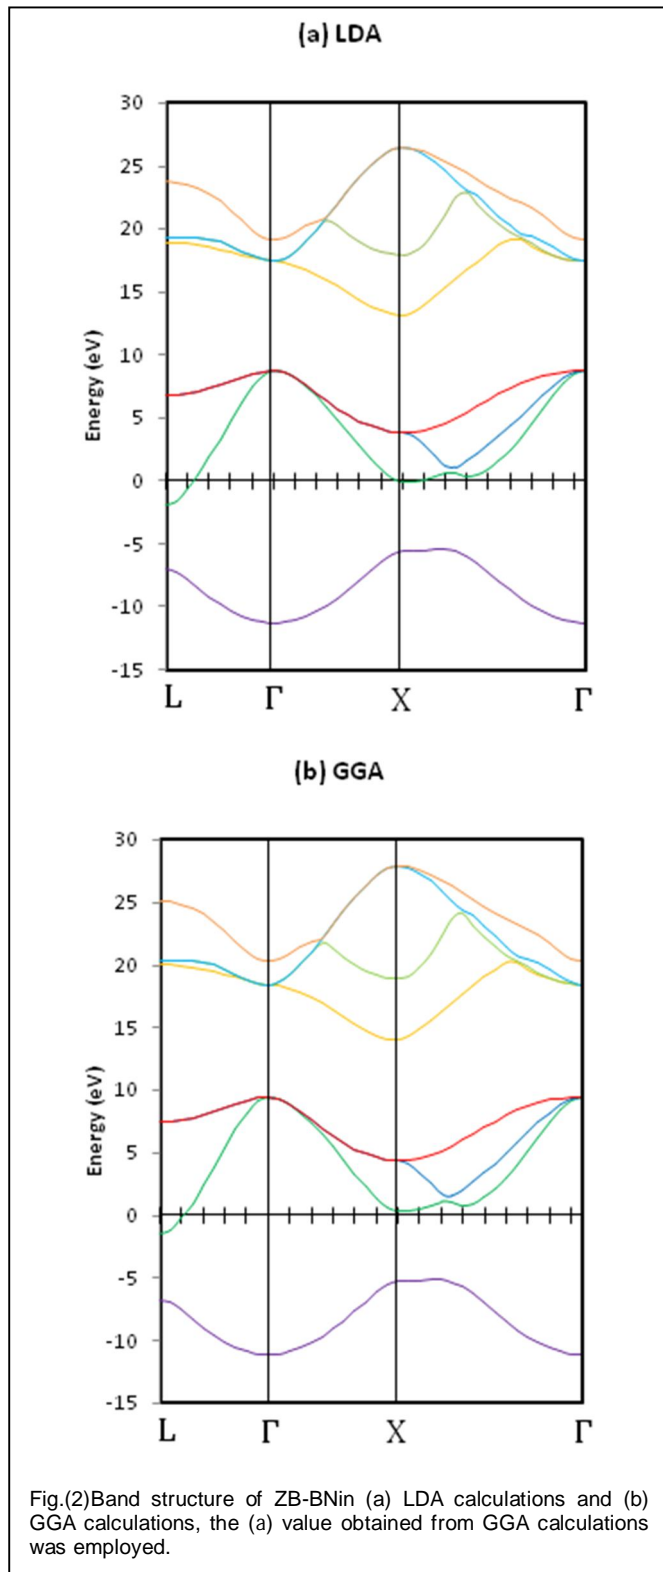 (a) LDA
30
25
20
15
10
5
0
-5
-10
-15
Energy (eV)
L Γ X Γ
(b) GGA
30
25
20
15
10
5
0
-5
-10
-15
Energy (eV)
L Γ X Γ
Fig.(2)Band structure of ZB-BNin (a) LDA calculations and (b)
GGA calculations, the (a) value obtained from GGA calculations
was employed.